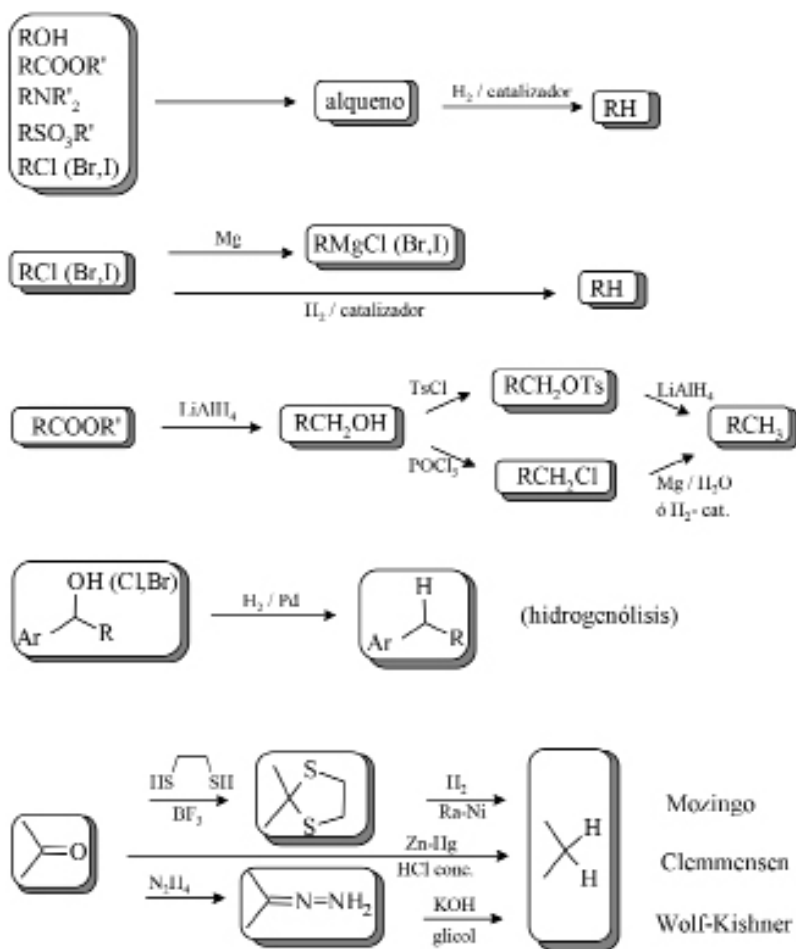 ROH
RCOOR'
RNR'₂
RSO₃R'
RCl (Br,I)
alqueno
H₂ / catalizador
RH
RCl (Br,I)
Mg
RMgCl (Br,I)
H₂ / catalizador
RH
RCOOR'
LiAlH₄
RCH₂OH
TsCl
RCH₂OTs
LiAlH₄
POCl₃
RCH₂Cl
Mg / H₂O
ó H₂- cat.
RCH₃
OH (Cl,Br)
Ar
R
H₂ / Pd
H
Ar
R
(hidrogenólisis)
O
HS
SH
BF₃
S
S
H₂
Ra-Ni
Zn-Hg
HCl conc.
N₂H₄
N=NH₂
KOH
glicol
H
H
Mozingo
Clemmensen
Wolf-Kishner